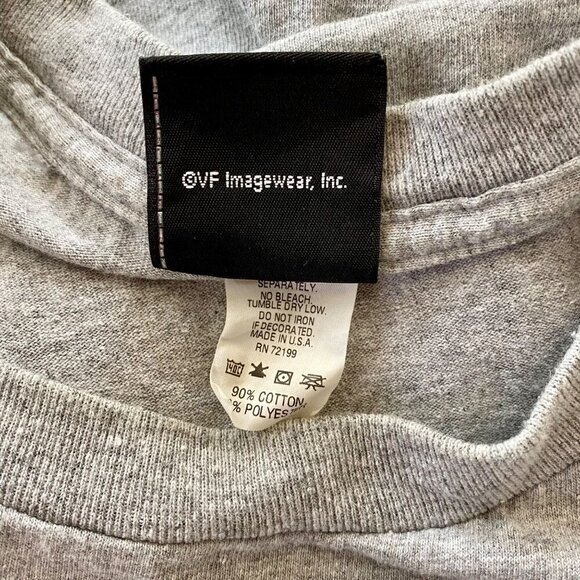 ©VF Imagewear, Inc.
SEPARATELY.
NO BLEACH.
TUMBLE DRY LOW.
DO NOT IRON
IF DECORATED.
MADE IN U.S.A.
RN 72199
90% COTTON,
% POLYES